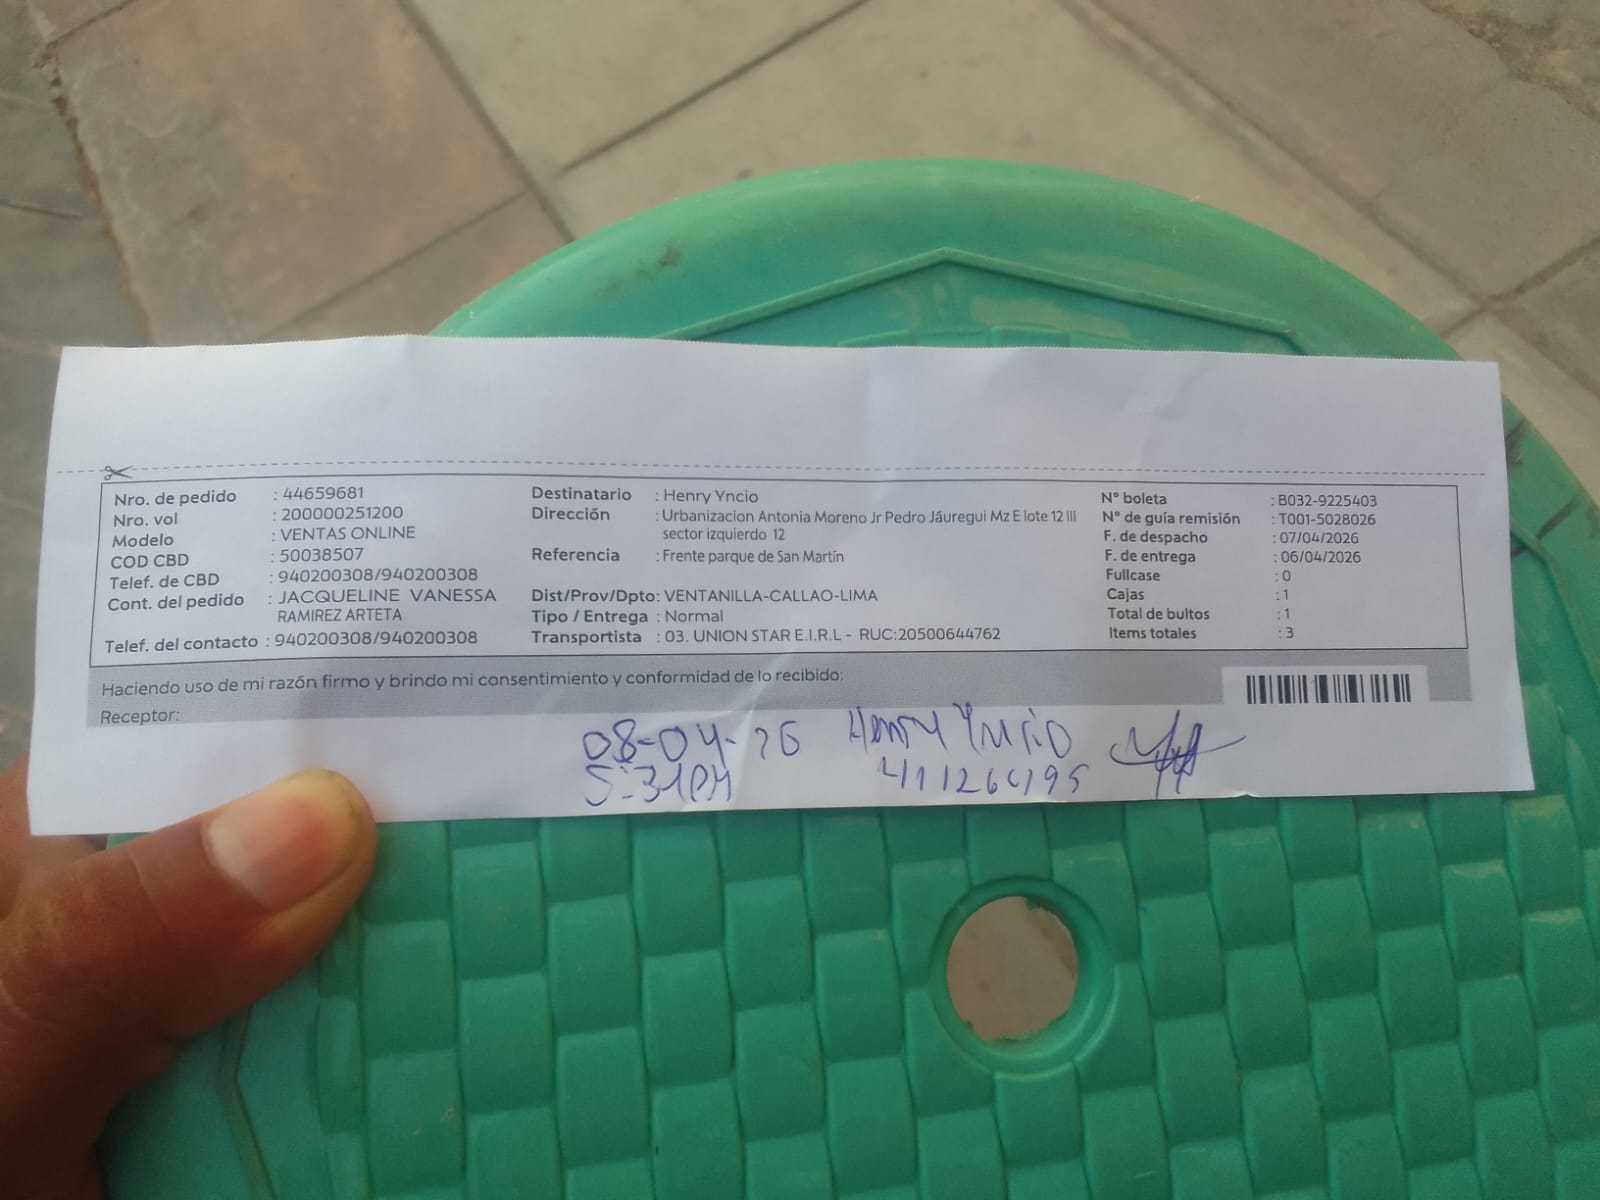 Nro. de pedido : 44659681
Nro. vol : 200000251200
Modelo : VENTAS ONLINE
COD CBD : 50038507
Telef. de CBD : 940200308/940200308
Cont. del pedido : JACQUELINE VANESSA
RAMIREZ ARTETA
Telef. del contacto : 940200308/940200308
Destinatario : Henry Yncio
Dirección : Urbanizacion Antonia Moreno Jr Pedro Jáuregui Mz E lote 12 III
sector izquierdo 12
Referencia : Frente parque de San Martín
Dist/Prov/Dpto: VENTANILLA-CALLAO-LIMA
Tipo / Entrega : Normal
Transportista : 03. UNION STAR E.I.R.L - RUC:20500644762
N° boleta : B032-9225403
N° de guía remisión : T001-5028026
F. de despacho : 07/04/2026
F. de entrega : 06/04/2026
Fullcase : 0
Cajas : 1
Total de bultos : 1
Items totales : 3
Haciendo uso de mi razón firmo y brindo mi consentimiento y conformidad de lo recibido:
Receptor:
08-04-26 Henry Yncio
5:31PM